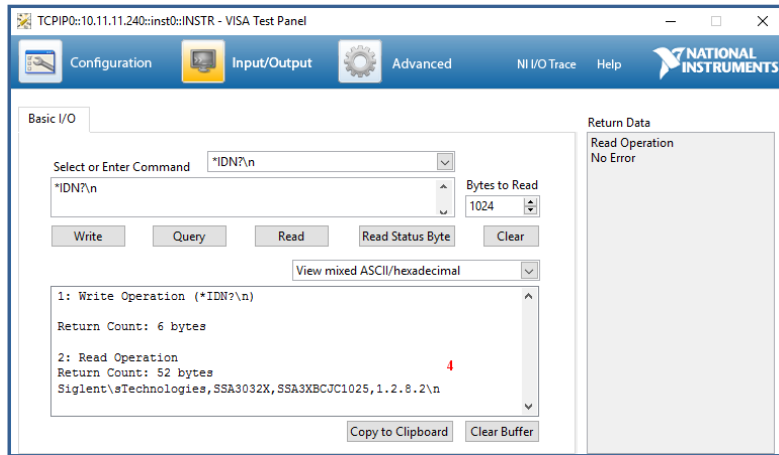 TCPIP0::10.11.11.240::inst0::INSTR - VISA Test Panel
Configuration
Input/Output
Advanced
NI I/O Trace
Help
NATIONAL
INSTRUMENTS
Basic I/O
Select or Enter Command
*IDN?\n
*IDN?\n
Bytes to Read
1024
Write
Query
Read
Read Status Byte
Clear
View mixed ASCII/hexadecimal
1: Write Operation (*IDN?\n)
Return Count: 6 bytes
2: Read Operation
Return Count: 52 bytes
4
Siglent\sTechnologies,SSA3032X,SSA3XBCJC1025,1.2.8.2\n
Copy to Clipboard
Clear Buffer
Return Data
Read Operation
No Error